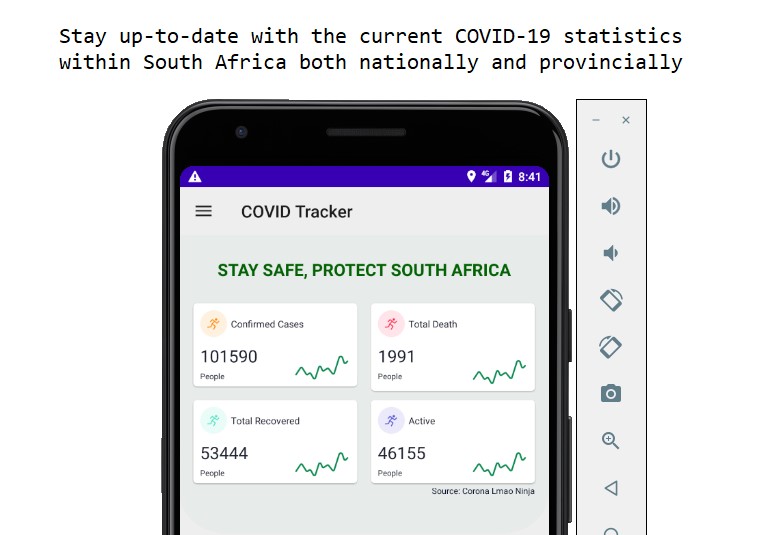 Stay up-to-date with the current COVID-19 statistics
within South Africa both nationally and provincially
4G 8:41
COVID Tracker
STAY SAFE, PROTECT SOUTH AFRICA
Confirmed Cases
101590
People
Total Death
1991
People
Total Recovered
53444
People
Active
46155
People
Source: Corona Lmao Ninja